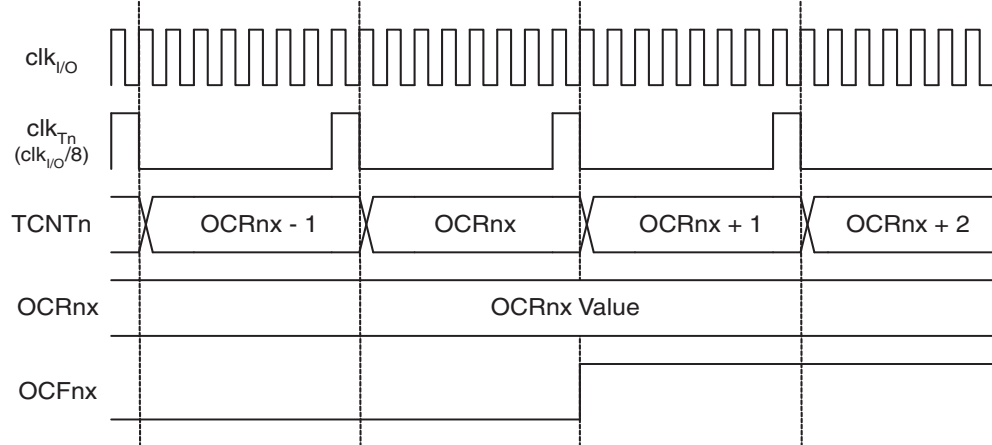 clkI/O
clkTn
(clkI/O/8)
TCNTn
OCRnx - 1
OCRnx
OCRnx + 1
OCRnx + 2
OCRnx
OCRnx Value
OCFnx